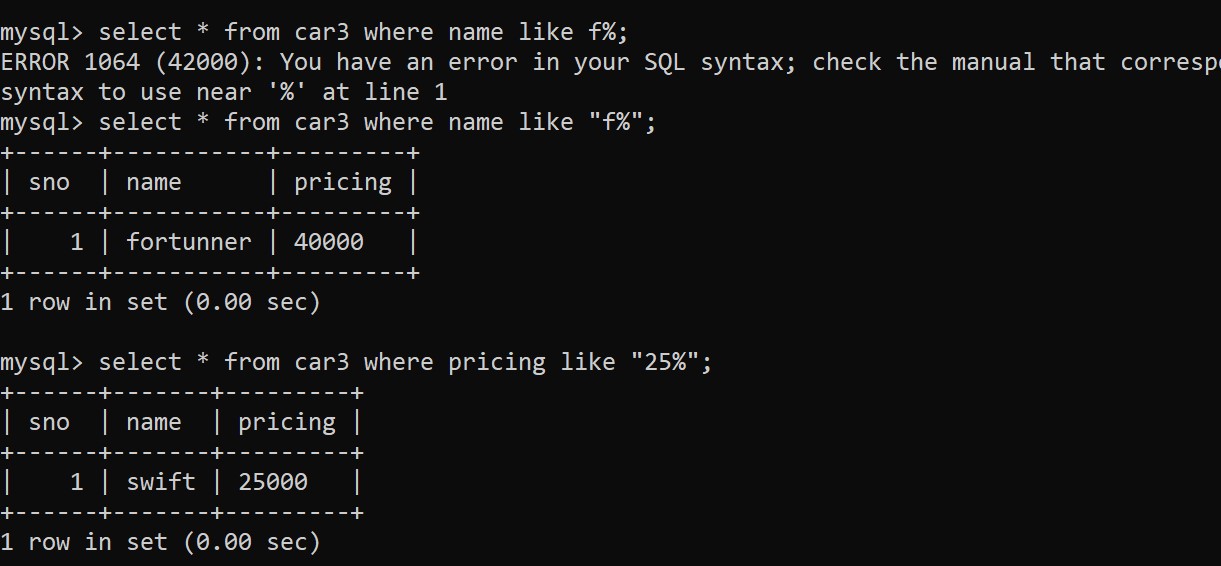 mysql> select * from car3 where name like f%;
ERROR 1064 (42000): You have an error in your SQL syntax; check the manual that
syntax to use near '%' at line 1
mysql> select * from car3 where name like "f%";
+------+-----------+---------+
| sno  | name      | pricing |
+------+-----------+---------+
|    1 | fortunner | 40000   |
+------+-----------+---------+
1 row in set (0.00 sec)
mysql> select * from car3 where pricing like "25%";
+------+-------+---------+
| sno  | name  | pricing |
+------+-------+---------+
|    1 | swift | 25000   |
+------+-------+---------+
1 row in set (0.00 sec)